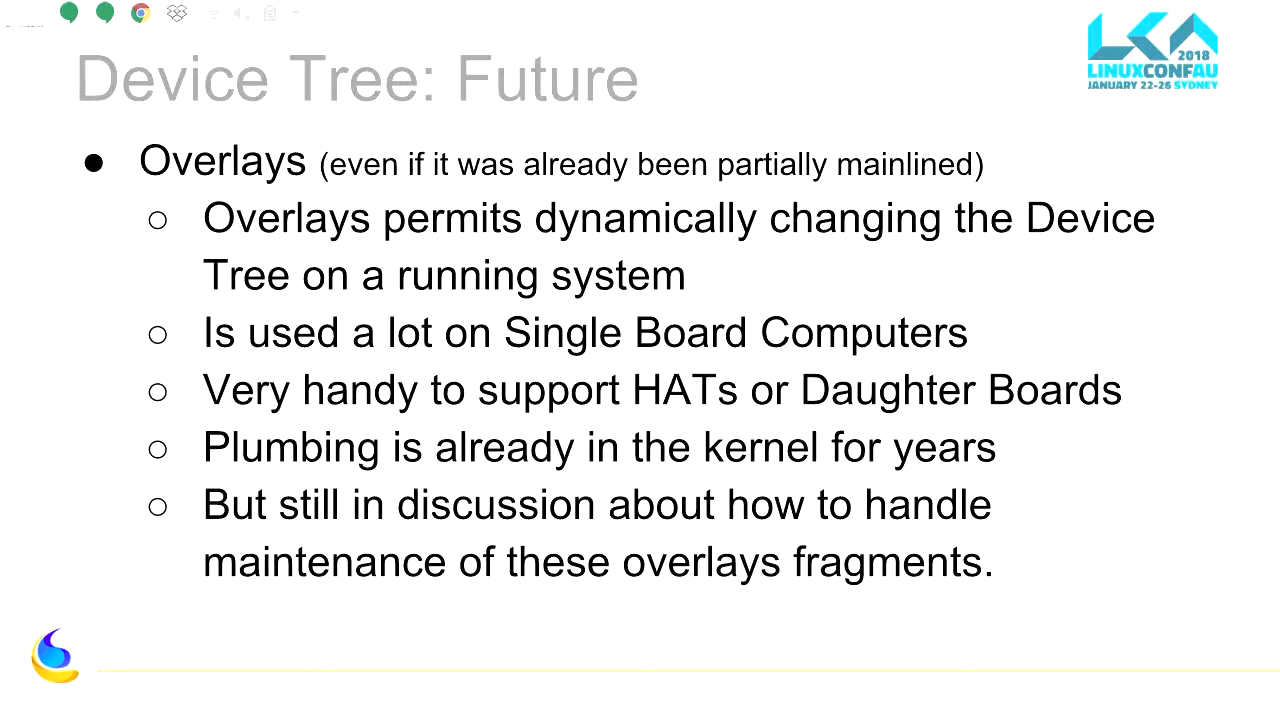 Device Tree: Future
LCA
2018
LINUXCONFAU
JANUARY 22-26 SYDNEY
● Overlays (even if it was already been partially mainlined)
○ Overlays permits dynamically changing the Device
Tree on a running system
○ Is used a lot on Single Board Computers
○ Very handy to support HATs or Daughter Boards
○ Plumbing is already in the kernel for years
○ But still in discussion about how to handle
maintenance of these overlays fragments.